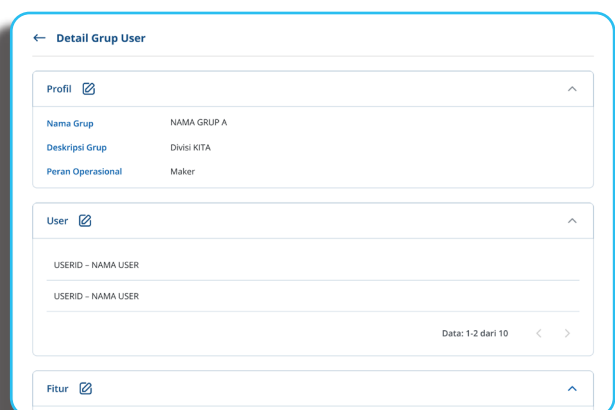 Detail Grup User
Profil
Nama Grup NAMA GRUP A
Deskripsi Grup Divisi KITA
Peran Operasional Maker
User
USERID – NAMA USER
USERID – NAMA USER
Data: 1-2 dari 10
Fitur